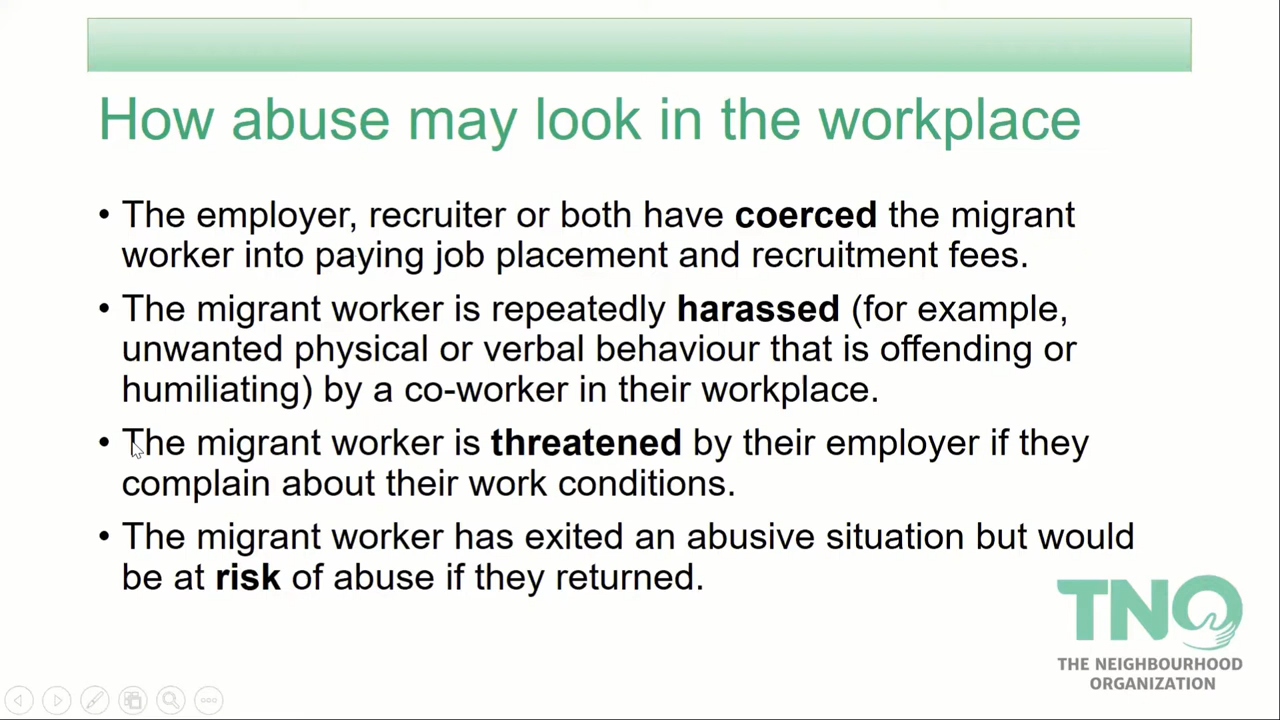 How abuse may look in the workplace
• The employer, recruiter or both have coerced the migrant
worker into paying job placement and recruitment fees.
• The migrant worker is repeatedly harassed (for example,
unwanted physical or verbal behaviour that is offending or
humiliating) by a co-worker in their workplace.
• The migrant worker is threatened by their employer if they
complain about their work conditions.
• The migrant worker has exited an abusive situation but would
be at risk of abuse if they returned.
TNO
THE NEIGHBOURHOOD
ORGANIZATION